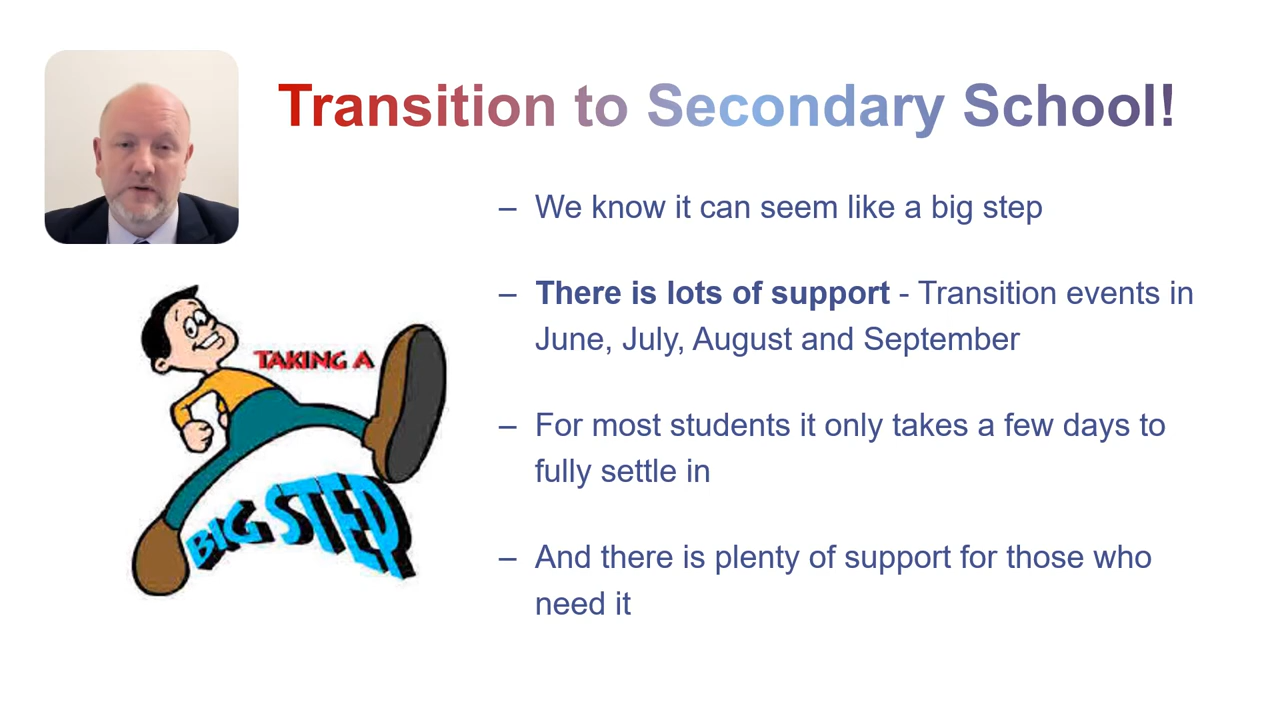 Transition to Secondary School!
– We know it can seem like a big step
– There is lots of support - Transition events in
June, July, August and September
– For most students it only takes a few days to
fully settle in
– And there is plenty of support for those who
need it
TAKING A
BIG STEP